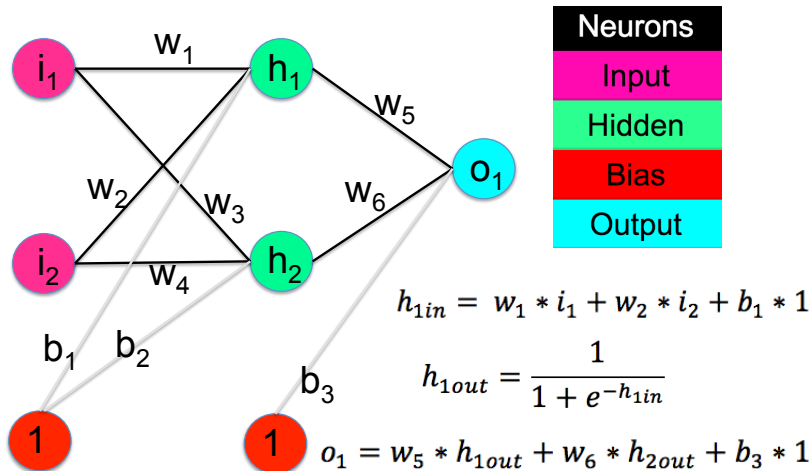 w₁
i₁
h₁
w₅
w₂
w₃
w₆
o₁
i₂
w₄
h₂
b₁
b₂
b₃
1
1
Neurons
Input
Hidden
Bias
Output
h₁ᵢₙ = w₁ * i₁ + w₂ * i₂ + b₁ * 1
h₁ₒᵤₜ = 1 / (1 + e^(−h₁ᵢₙ))
o₁ = w₅ * h₁ₒᵤₜ + w₆ * h₂ₒᵤₜ + b₃ * 1